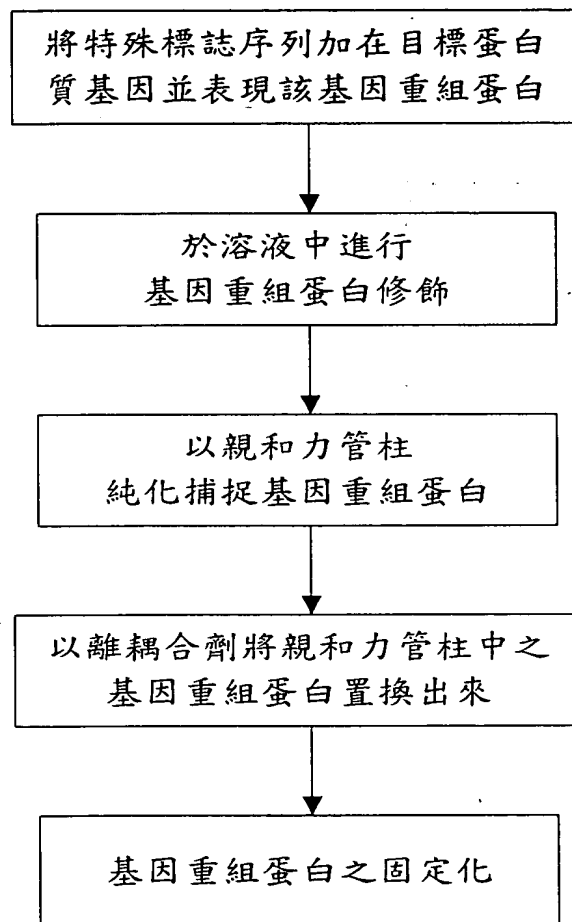 將特殊標誌序列加在目標蛋白
質基因並表現該基因重組蛋白
於溶液中進行
基因重組蛋白修飾
以親和力管柱
純化捕捉基因重組蛋白
以離耦合劑將親和力管柱中之
基因重組蛋白置換出來
基因重組蛋白之固定化